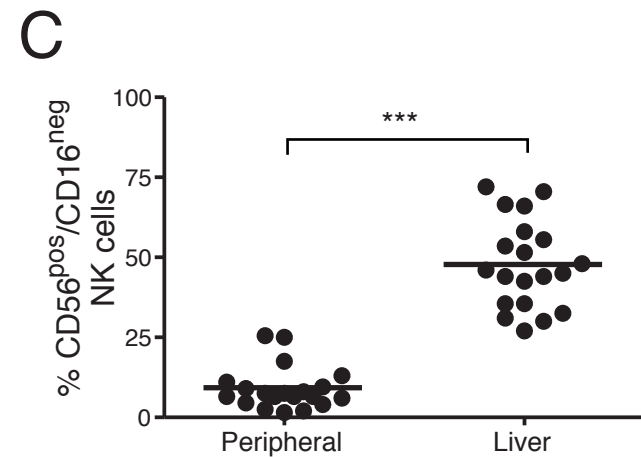 C
% CD56pos/CD16neg
NK cells
100
75
50
25
0
***
Peripheral
Liver